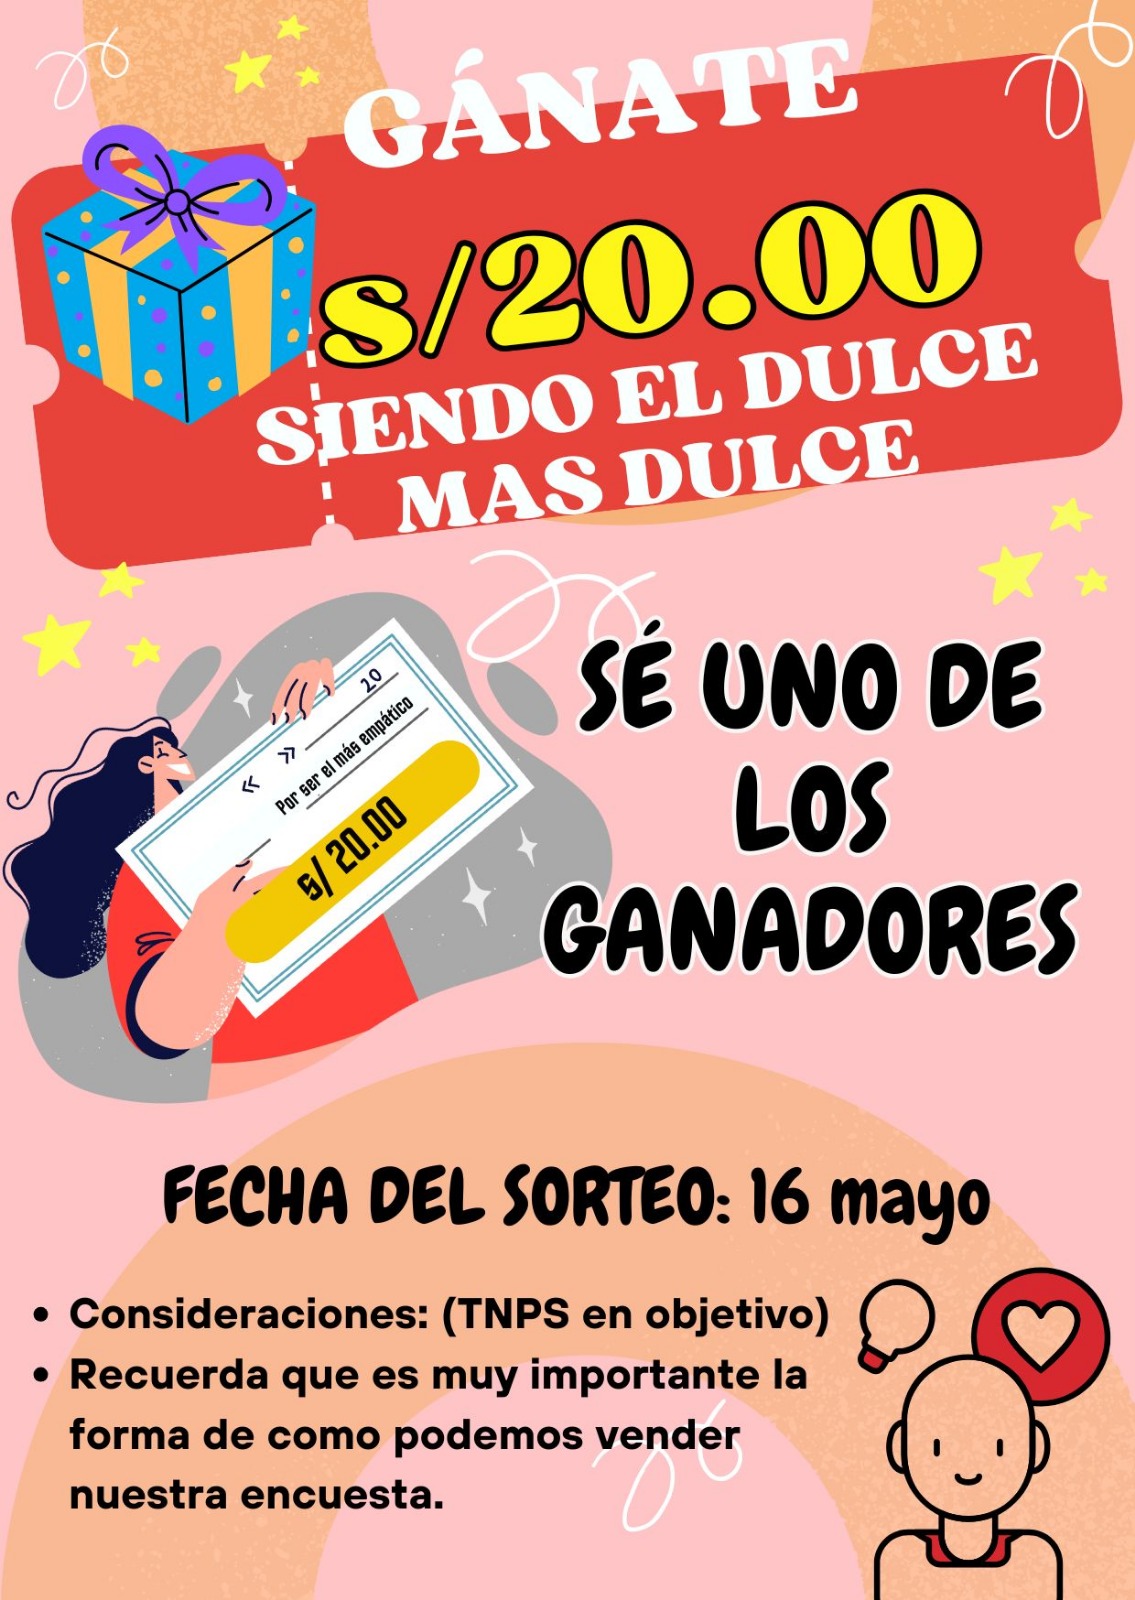 GÁNATE
s/20.00
SIENDO EL DULCE
MAS DULCE
SÉ UNO DE
LOS
GANADORES
20
« »
Por ser el más empático
S/ 20.00
FECHA DEL SORTEO: 16 mayo
• Consideraciones: (TNPS en objetivo)
• Recuerda que es muy importante la
forma de como podemos vender
nuestra encuesta.